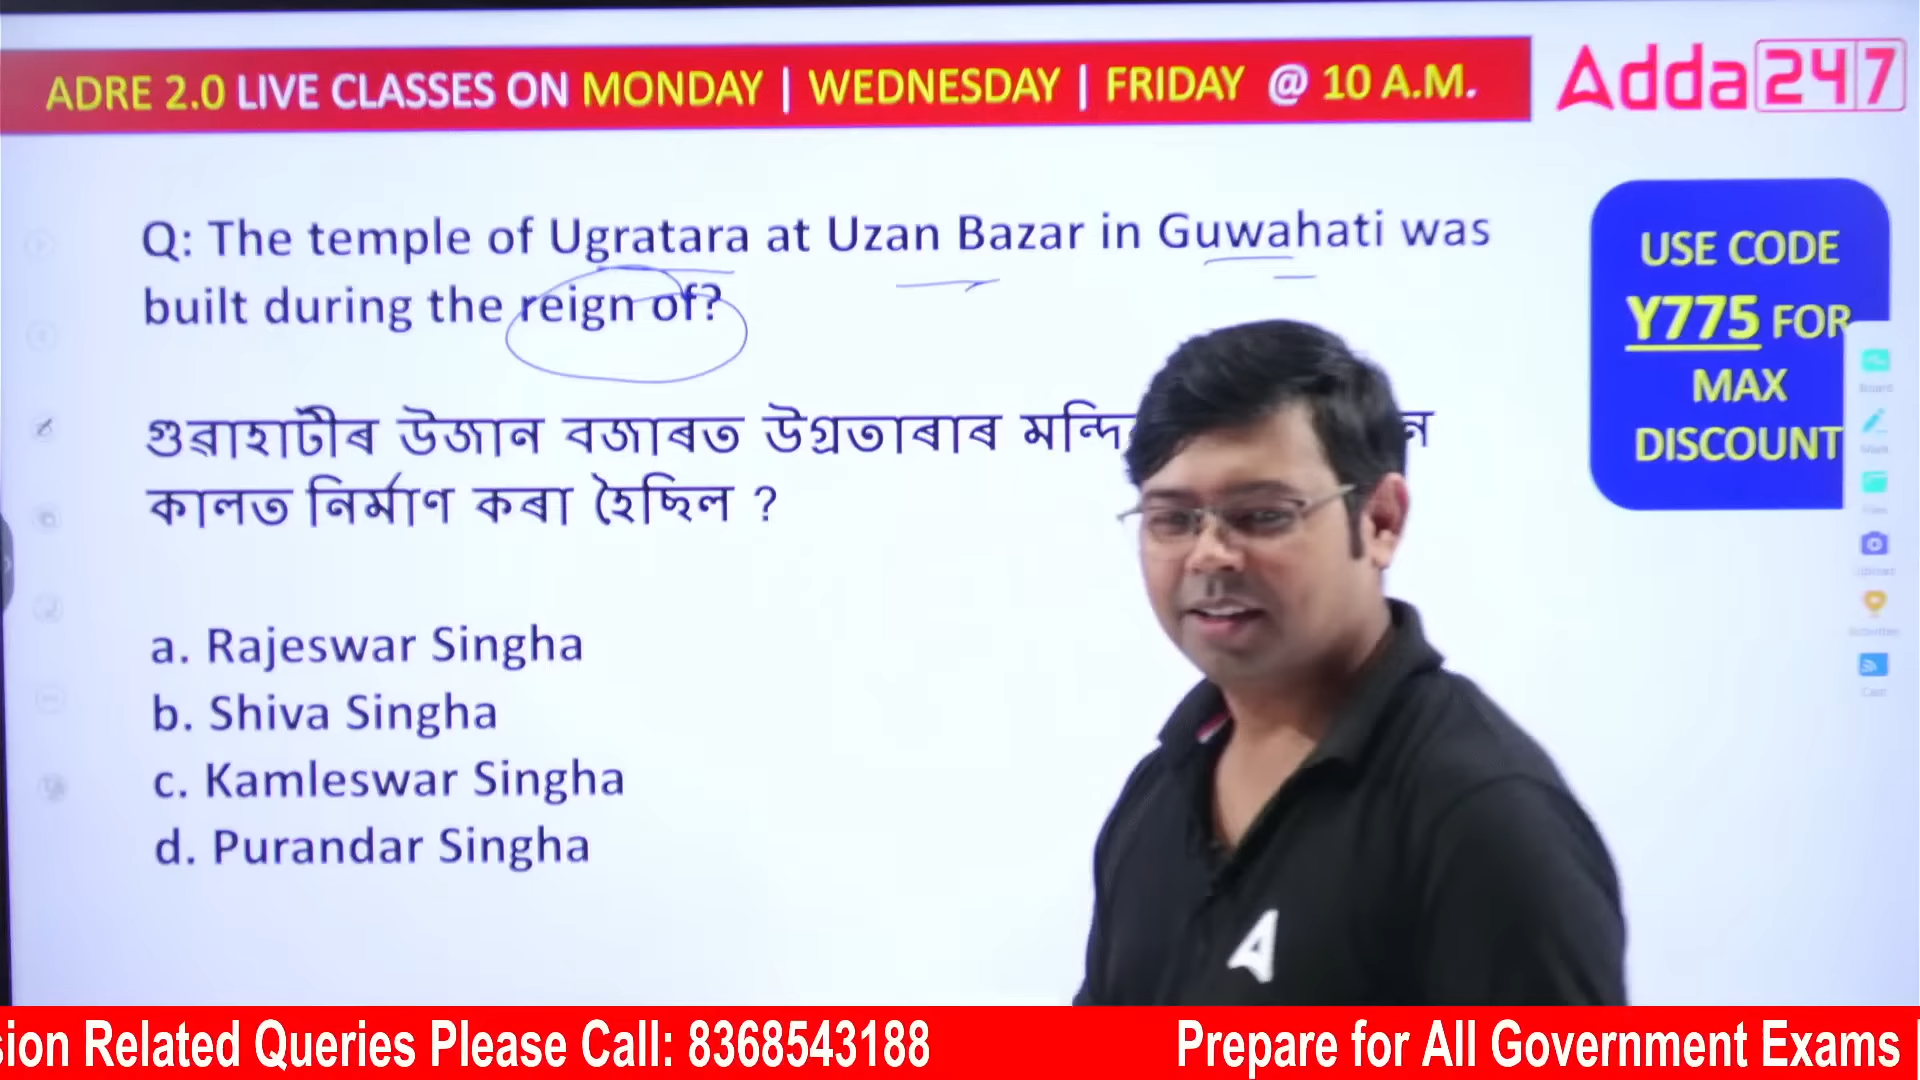 ADRE 2.0 LIVE CLASSES ON MONDAY | WEDNESDAY | FRIDAY @ 10 A.M.
Adda247
Q: The temple of Ugratara at Uzan Bazar in Guwahati was
built during the reign of?
গুৱাহাটীৰ উজান বজাৰত উগ্ৰতাৰাৰ
কালত নিৰ্মাণ কৰা হৈছিল ?
a. Rajeswar Singha
b. Shiva Singha
c. Kamleswar Singha
d. Purandar Singha
USE CODE
Y775 FOR
MAX
DISCOUNT
Cast
Related Queries Please Call: 8368543188
Prepare for All Government Exams